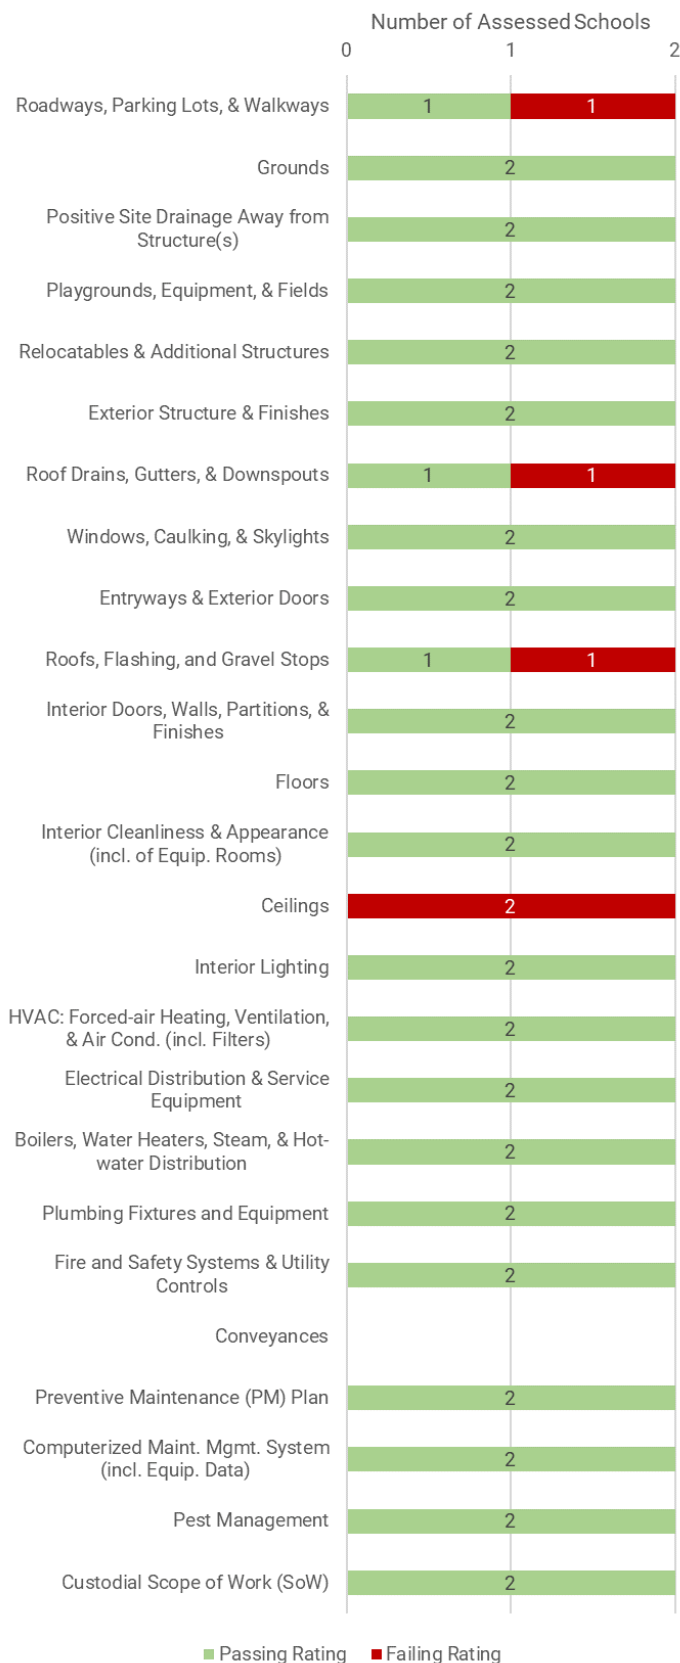 Number of Assessed Schools
0 1 2
Roadways, Parking Lots, & Walkways 1 1
Grounds 2
Positive Site Drainage Away from
Structure(s) 2
Playgrounds, Equipment, & Fields 2
Relocatables & Additional Structures 2
Exterior Structure & Finishes 2
Roof Drains, Gutters, & Downspouts 1 1
Windows, Caulking, & Skylights 2
Entryways & Exterior Doors 2
Roofs, Flashing, and Gravel Stops 1 1
Interior Doors, Walls, Partitions, &
Finishes 2
Floors 2
Interior Cleanliness & Appearance
(incl. of Equip. Rooms) 2
Ceilings 2
Interior Lighting 2
HVAC: Forced-air Heating, Ventilation,
& Air Cond. (incl. Filters) 2
Electrical Distribution & Service
Equipment 2
Boilers, Water Heaters, Steam, & Hot-
water Distribution 2
Plumbing Fixtures and Equipment 2
Fire and Safety Systems & Utility
Controls 2
Conveyances
Preventive Maintenance (PM) Plan 2
Computerized Maint. Mgmt. System
(incl. Equip. Data) 2
Pest Management 2
Custodial Scope of Work (SoW) 2
Passing Rating Failing Rating